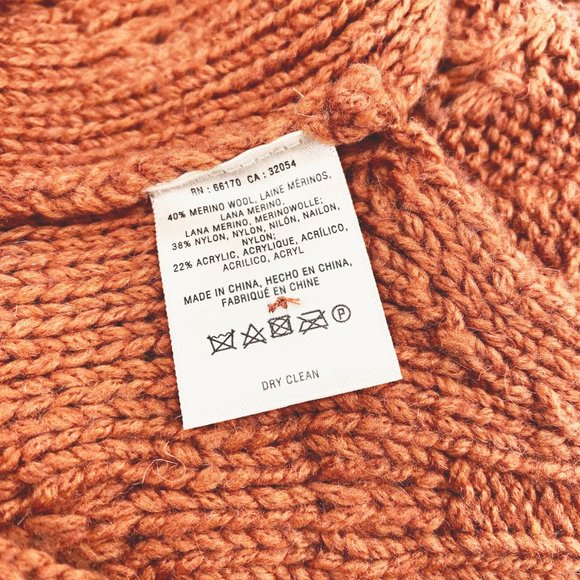 RN : 66170 CA : 32054
40% MERINO WOOL, LAINE MÉRINOS,
LANA MERINO,
LANA MERINO, MERINOWOLLE;
38% NYLON, NYLON, NILÓN, NAILON,
NYLON;
22% ACRYLIC, ACRYLIQUE, ACRÍLICO,
ACRILICO, ACRYL
MADE IN CHINA, HECHO EN CHINA,
FABRIQUÉ EN CHINE
P
DRY CLEAN